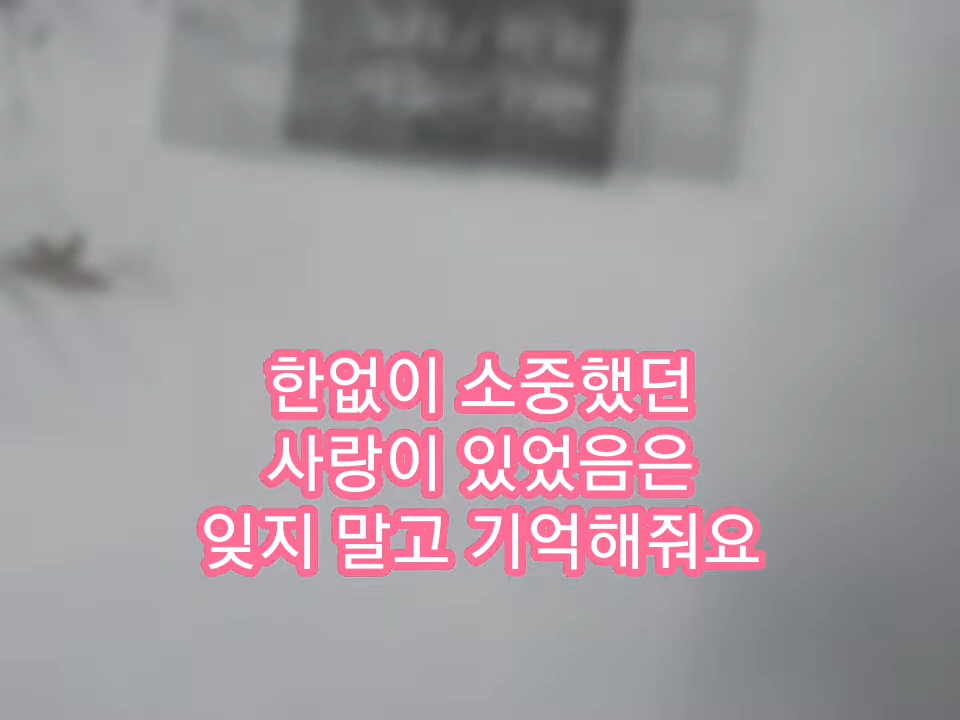 한없이 소중했던
사랑이 있었음은
잊지 말고 기억해줘요